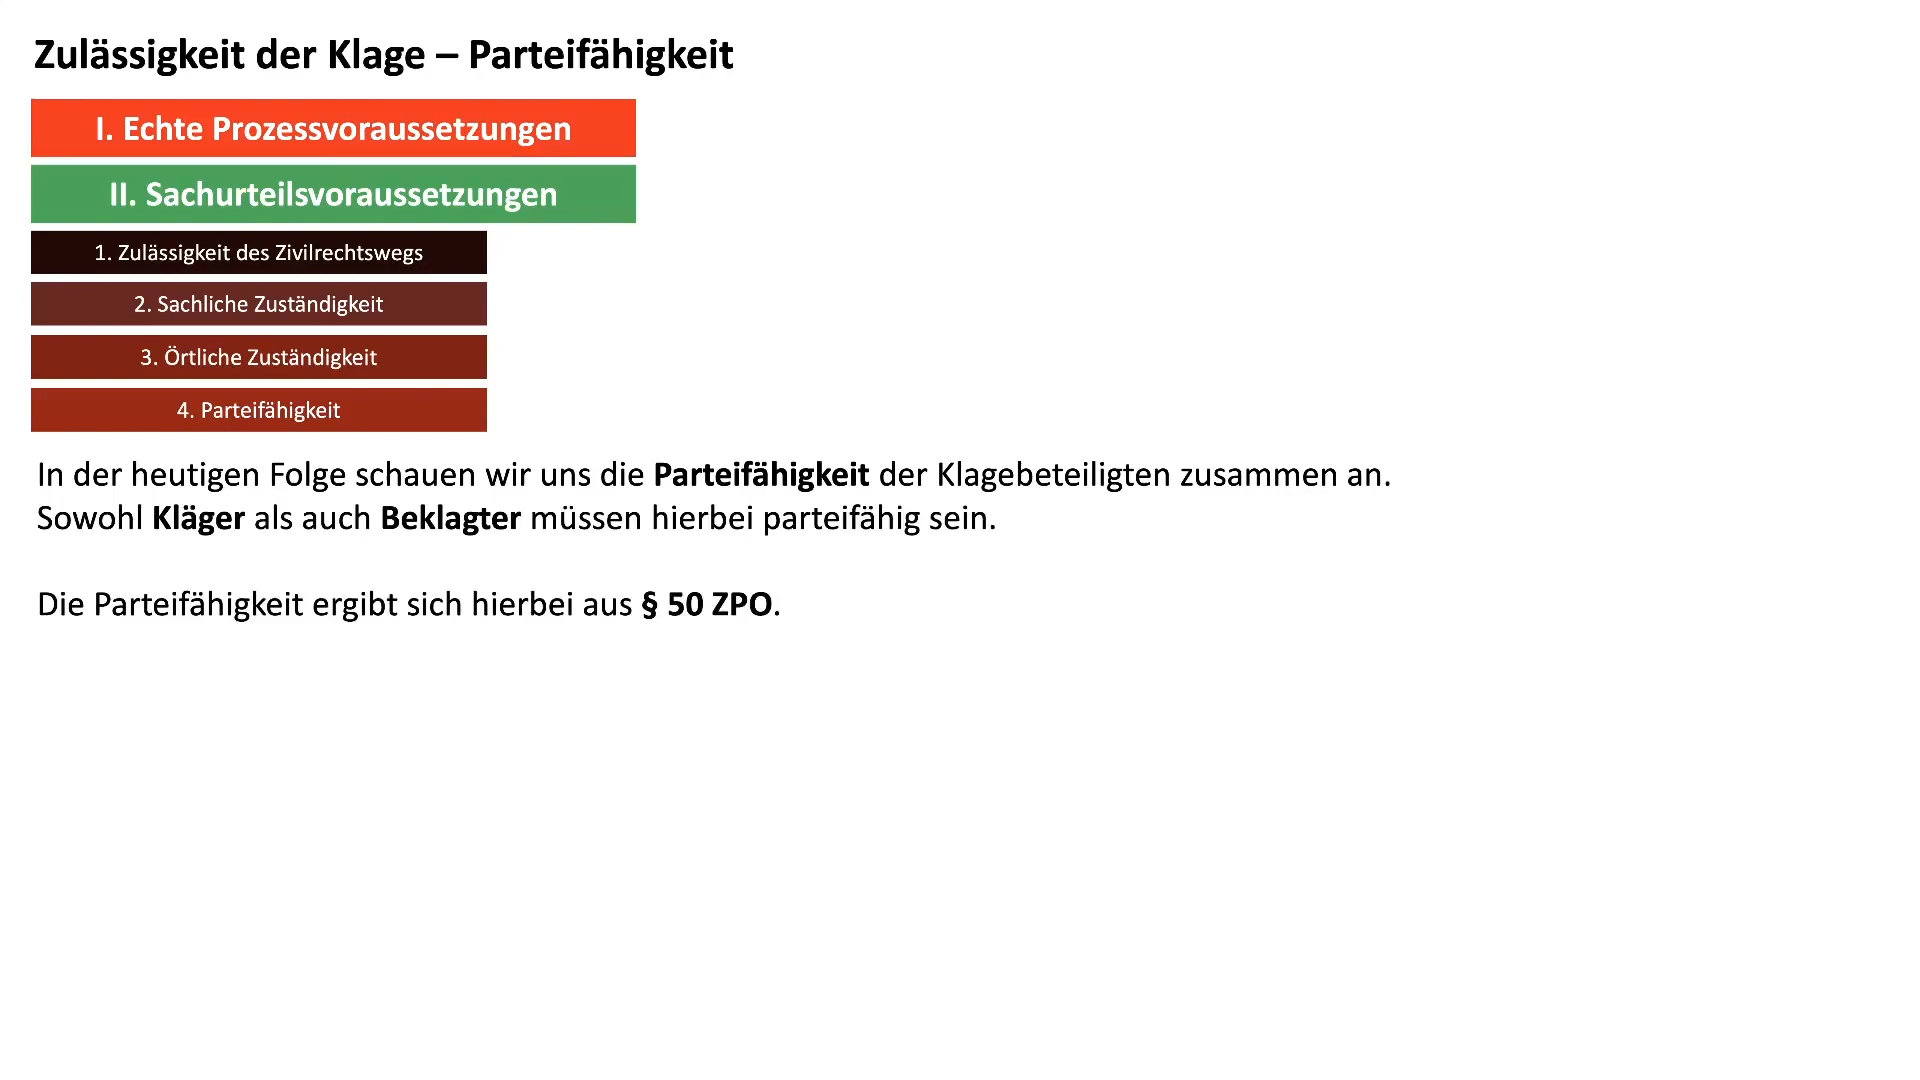 Zulässigkeit der Klage – Parteifähigkeit
I. Echte Prozessvoraussetzungen
II. Sachurteilsvoraussetzungen
1. Zulässigkeit des Zivilrechtswegs
2. Sachliche Zuständigkeit
3. Örtliche Zuständigkeit
4. Parteifähigkeit
In der heutigen Folge schauen wir uns die Parteifähigkeit der Klagebeteiligten zusammen an.
Sowohl Kläger als auch Beklagter müssen hierbei parteifähig sein.
Die Parteifähigkeit ergibt sich hierbei aus § 50 ZPO.